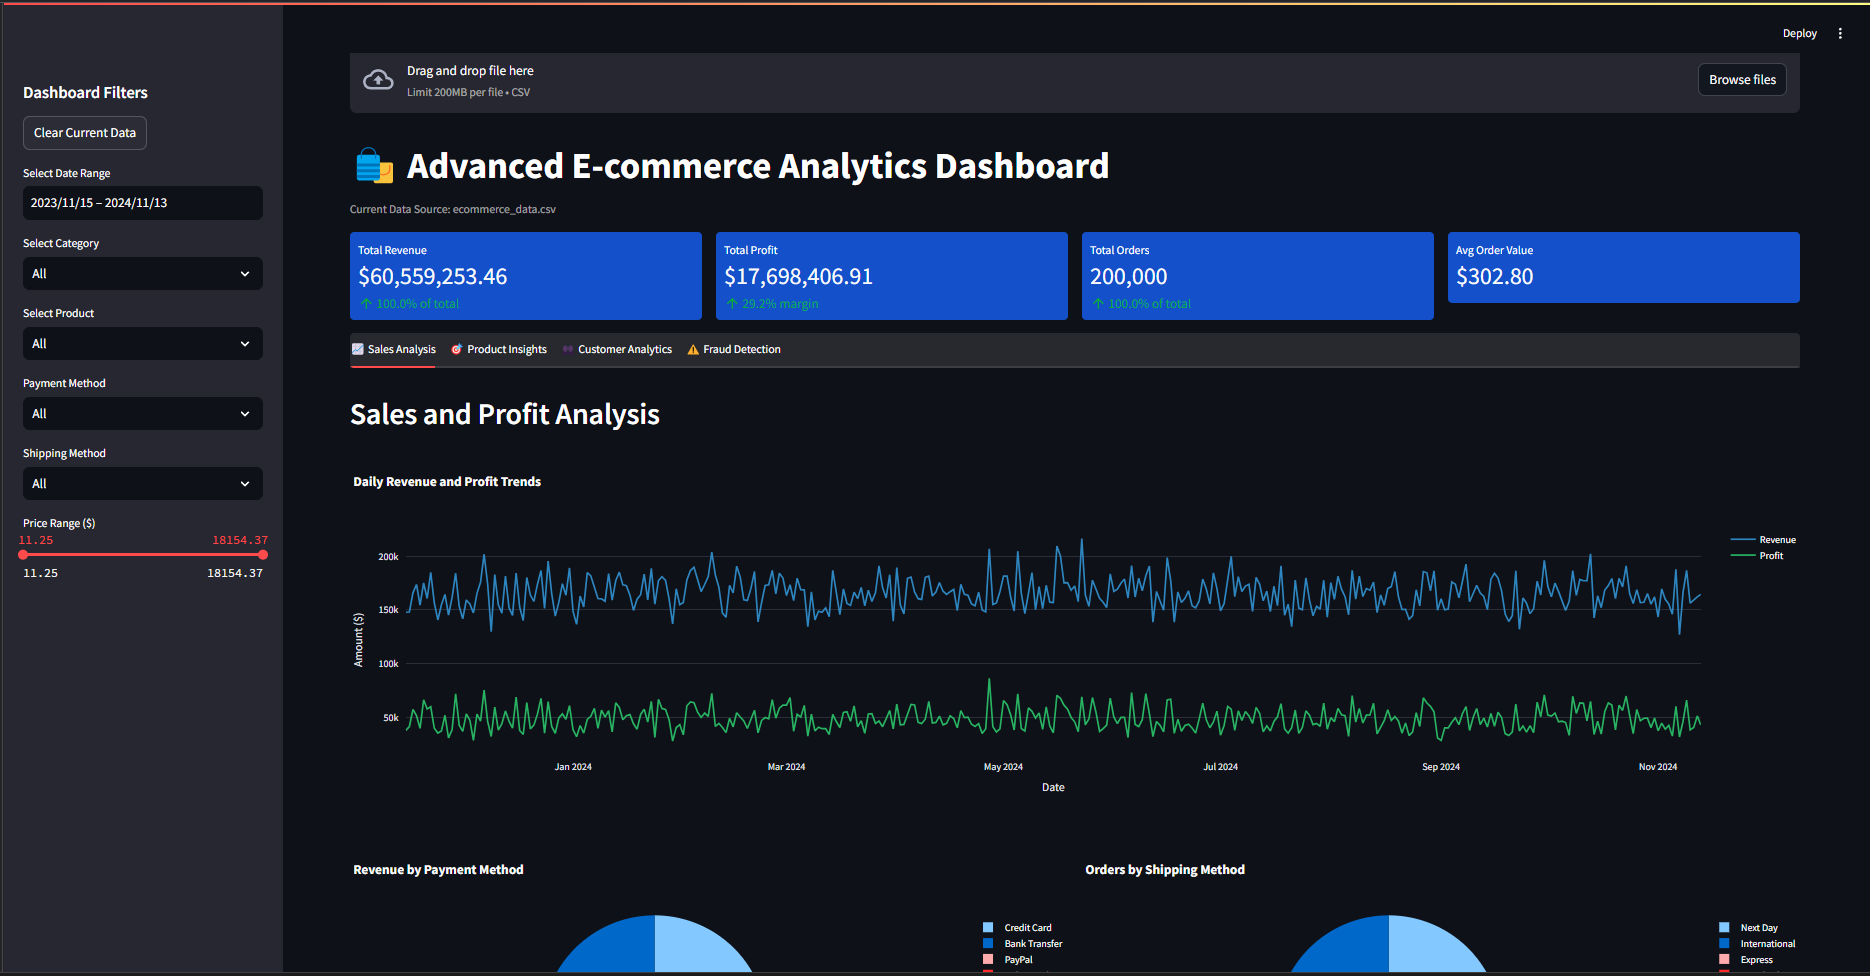 Deploy
Dashboard Filters
Clear Current Data
Select Date Range
2023/11/15 – 2024/11/13
Select Category
All
Select Product
All
Payment Method
All
Shipping Method
All
Price Range ($)
11.25 18154.37
11.25 18154.37
Drag and drop file here
Limit 200MB per file • CSV
Browse files
Advanced E-commerce Analytics Dashboard
Current Data Source: ecommerce_data.csv
Total Revenue
$60,559,253.46
100.0% of total
Total Profit
$17,698,406.91
29.2% margin
Total Orders
200,000
100.0% of total
Avg Order Value
$302.80
Sales Analysis Product Insights Customer Analytics Fraud Detection
Sales and Profit Analysis
Daily Revenue and Profit Trends
Revenue
Profit
200k
150k
100k
50k
Amount ($)
Jan 2024 Mar 2024 May 2024 Jul 2024 Sep 2024 Nov 2024
Date
Revenue by Payment Method
Credit Card
Bank Transfer
PayPal
Orders by Shipping Method
Next Day
International
Express